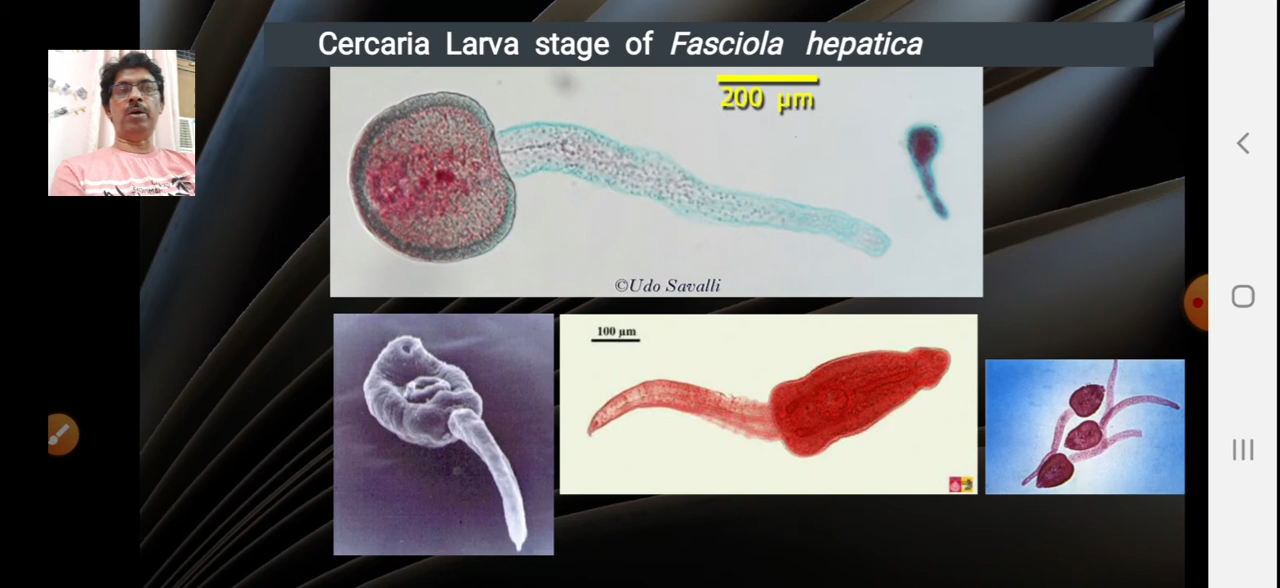 Cercaria Larva stage of Fasciola hepatica
200 µm
©Udo Savalli
100 µm